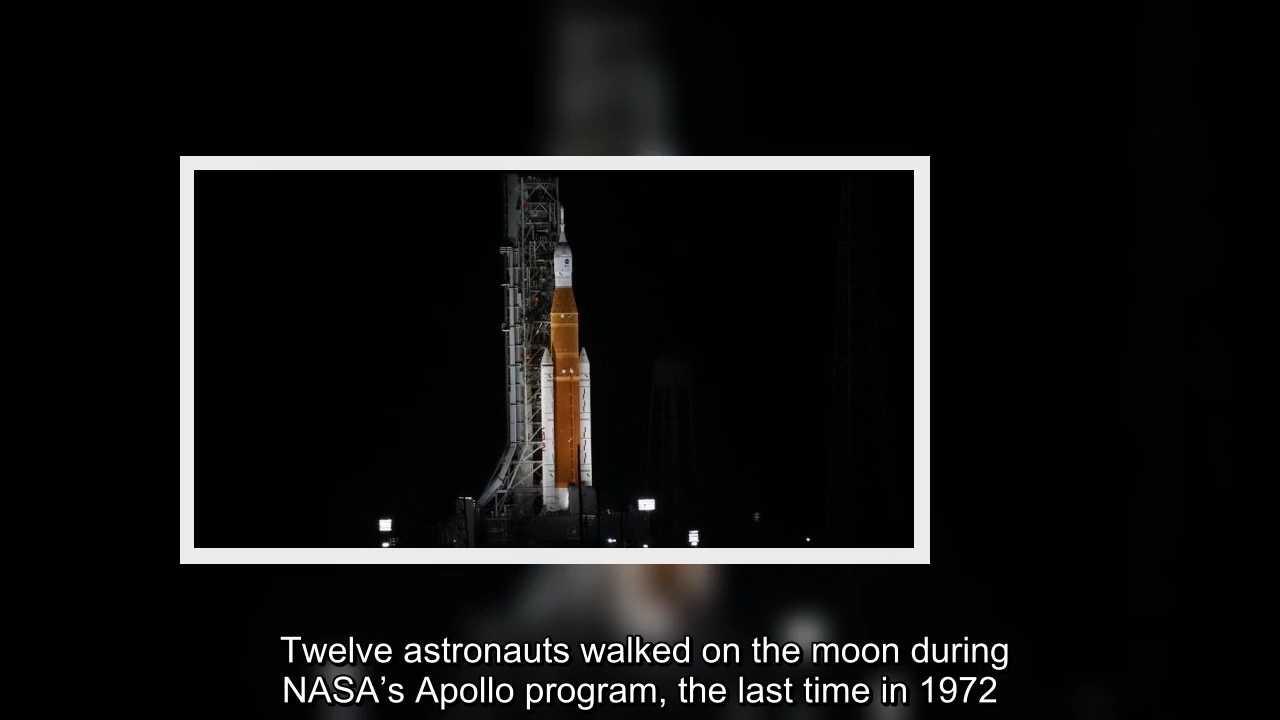 Twelve astronauts walked on the moon during
NASA’s Apollo program, the last time in 1972